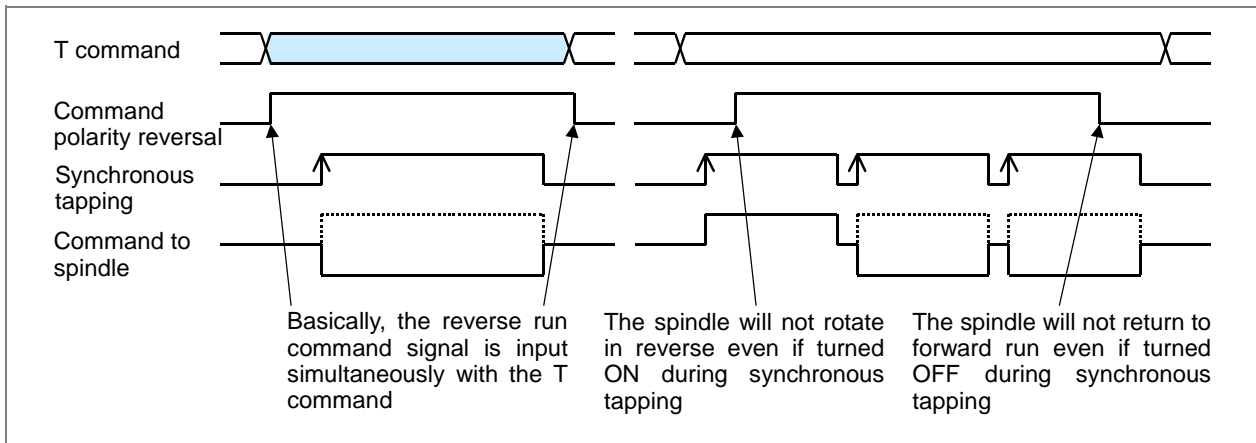 T command
Command
polarity reversal
Synchronous
tapping
Command to
spindle
Basically, the reverse run
command signal is input
simultaneously with the T
command
The spindle will not rotate
in reverse even if turned
ON during synchronous
tapping
The spindle will not return to
forward run even if turned
OFF during synchronous
tapping